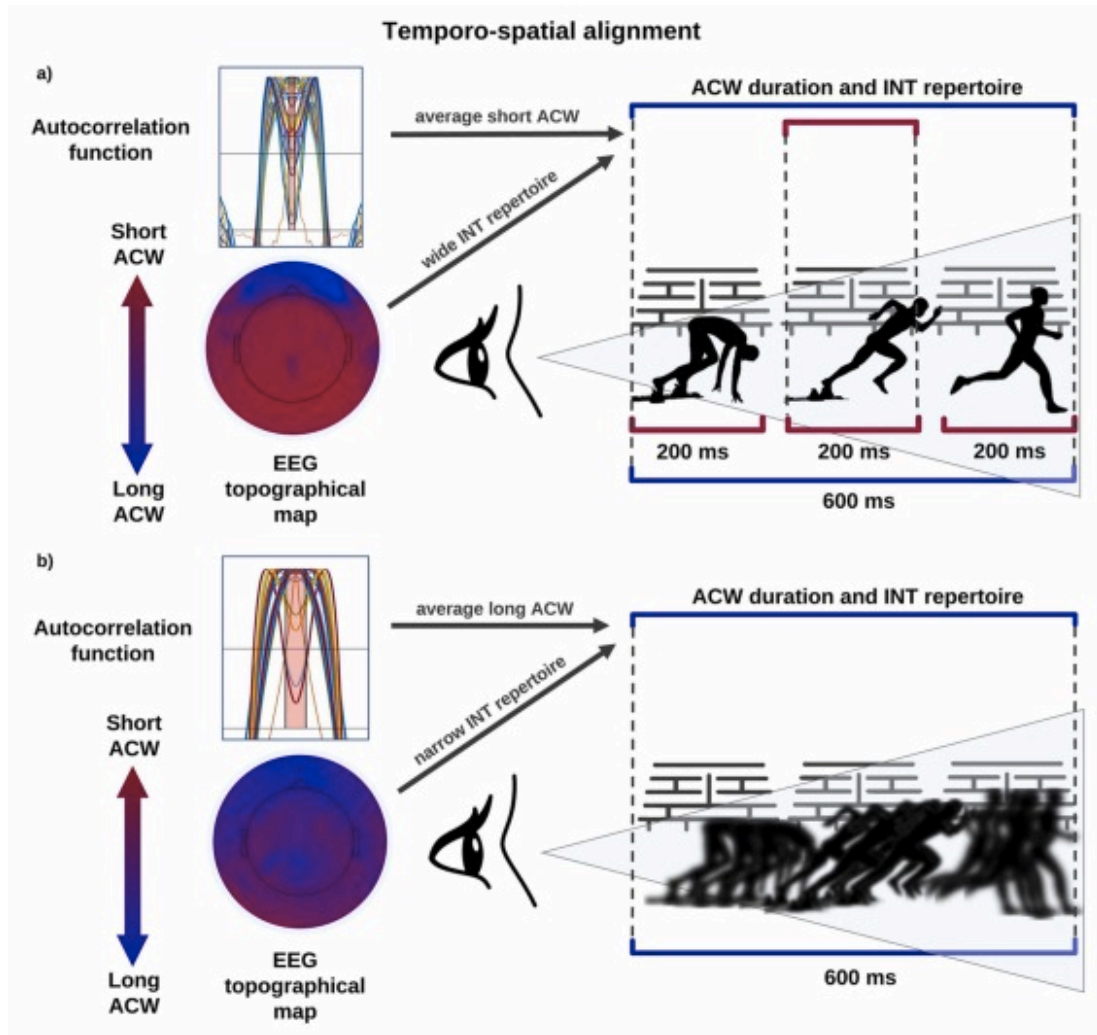 Temporo-spatial alignment
a)
Autocorrelation
function
average short ACW
wide INT repertoire
ACW duration and INT repertoire
Short
ACW
Long
ACW
EEG
topographical
map
200 ms
200 ms
200 ms
600 ms
b)
Autocorrelation
function
average long ACW
narrow INT repertoire
ACW duration and INT repertoire
Short
ACW
Long
ACW
EEG
topographical
map
600 ms